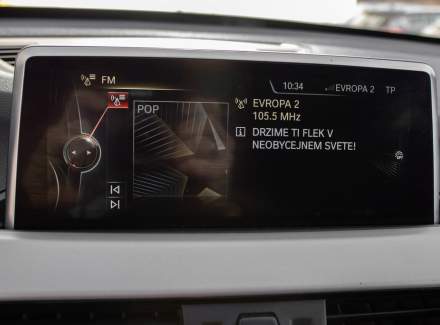 FM
10:34 EVROPA 2 TP
POP
EVROPA 2
105.5 MHz
DRZIME TI FLEK V
NEOBYCEJNEM SVETE!